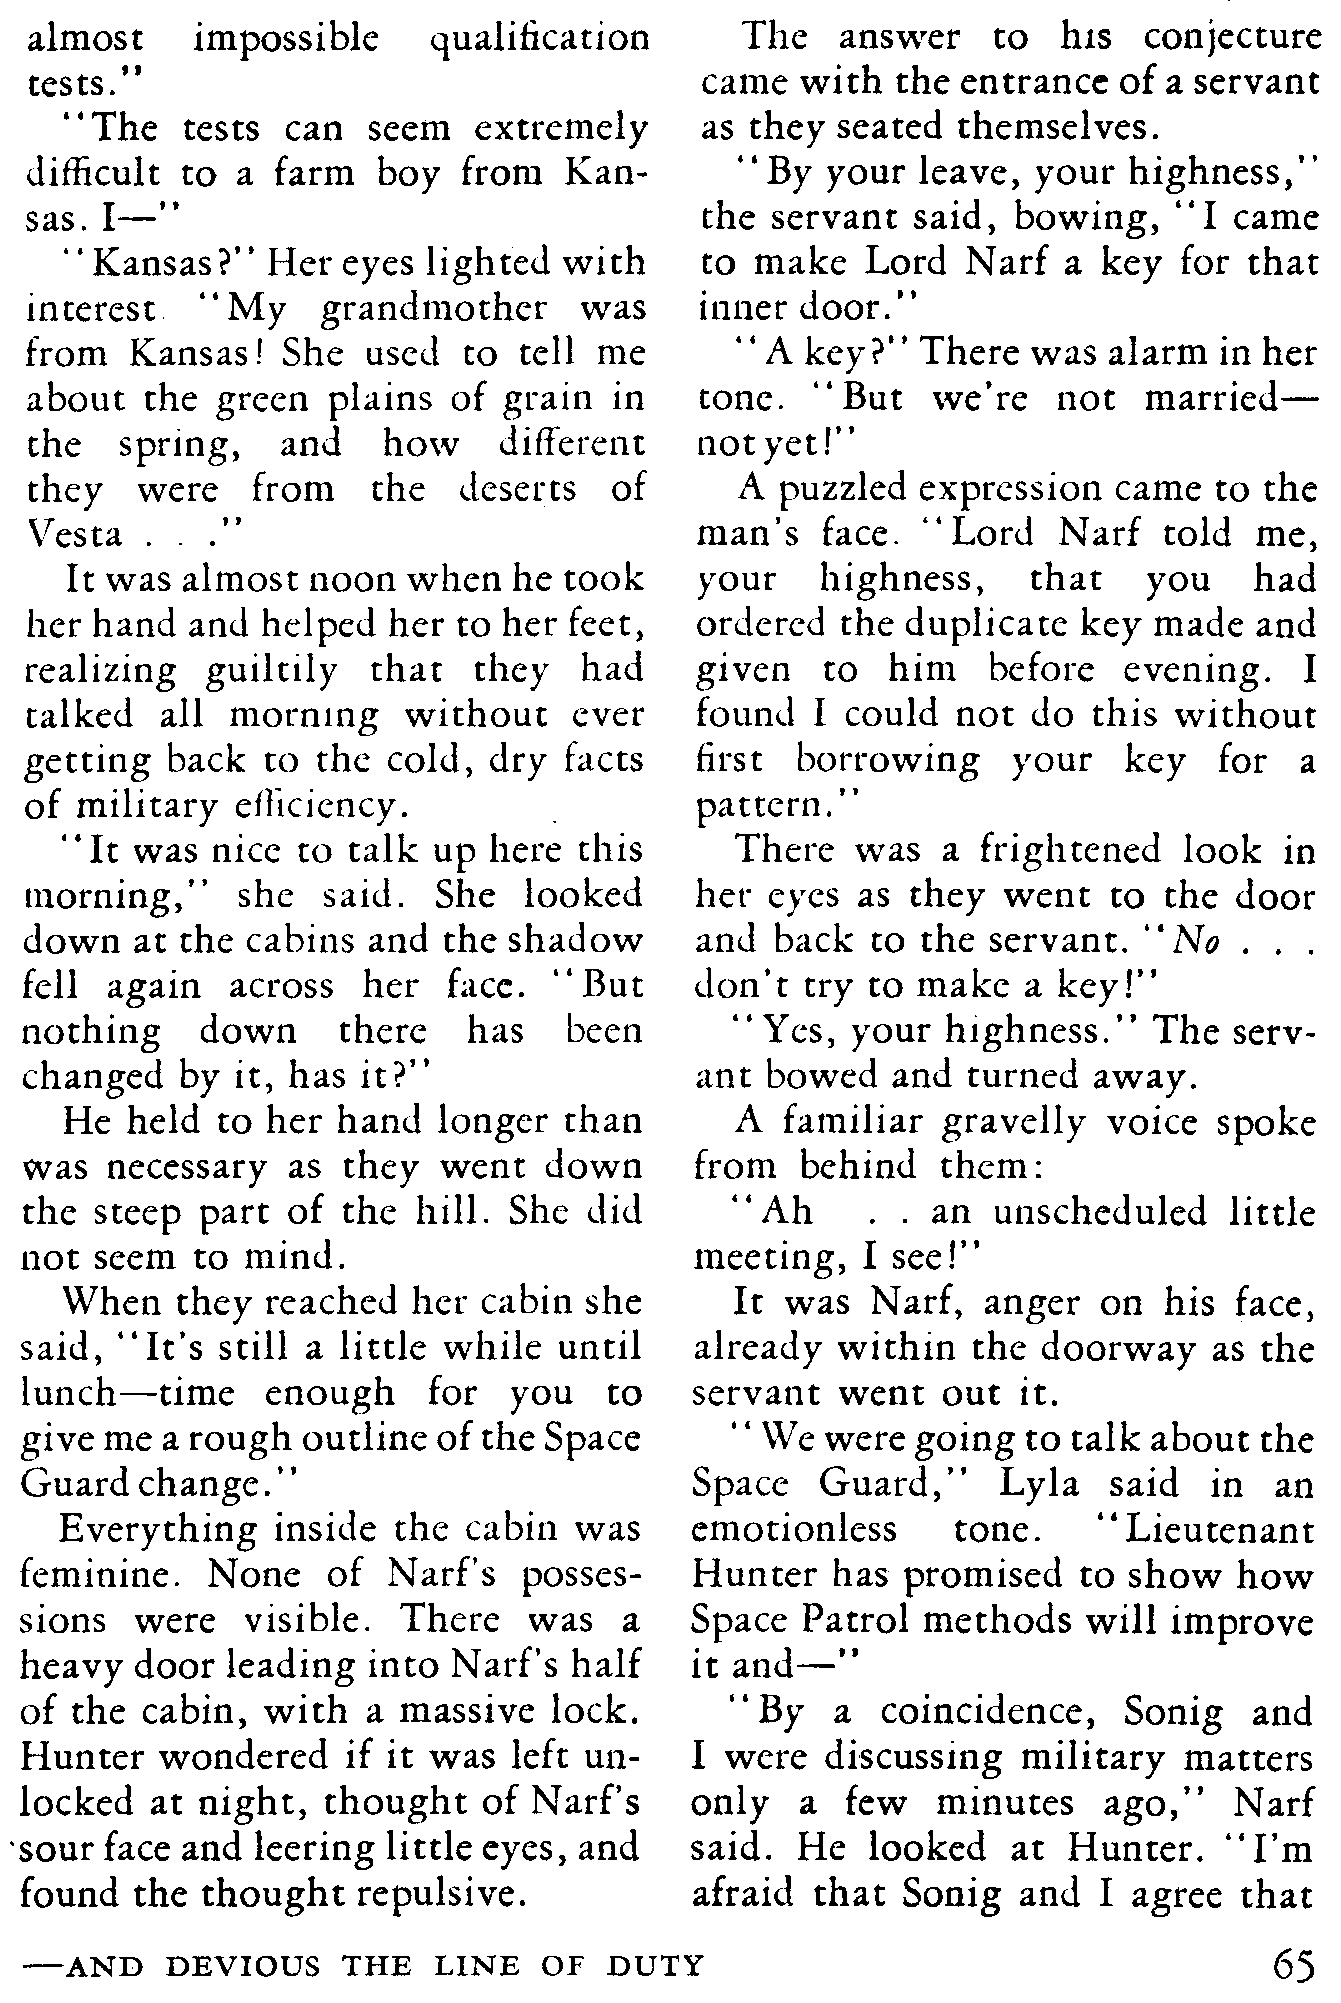 almost impossible qualification
tests."
"The tests can seem extremely
difficult to a farm boy from Kan-
sas. I—"
"Kansas?" Her eyes lighted with
interest. "My grandmother was
from Kansas! She used to tell me
about the green plains of grain in
the spring, and how different
they were from the deserts of
Vesta . . ."
It was almost noon when he took
her hand and helped her to her feet,
realizing guiltily that they had
talked all morning without ever
getting back to the cold, dry facts
of military efficiency.
"It was nice to talk up here this
morning," she said. She looked
down at the cabins and the shadow
fell again across her face. "But
nothing down there has been
changed by it, has it?"
He held to her hand longer than
was necessary as they went down
the steep part of the hill. She did
not seem to mind.
When they reached her cabin she
said, "It's still a little while until
lunch—time enough for you to
give me a rough outline of the Space
Guard change."
Everything inside the cabin was
feminine. None of Narf's posses-
sions were visible. There was a
heavy door leading into Narf's half
of the cabin, with a massive lock.
Hunter wondered if it was left un-
locked at night, thought of Narf's
sour face and leering little eyes, and
found the thought repulsive.
The answer to his conjecture
came with the entrance of a servant
as they seated themselves.
"By your leave, your highness,"
the servant said, bowing, "I came
to make Lord Narf a key for that
inner door."
"A key?" There was alarm in her
tone. "But we're not married—
not yet!"
A puzzled expression came to the
man's face. "Lord Narf told me,
your highness, that you had
ordered the duplicate key made and
given to him before evening. I
found I could not do this without
first borrowing your key for a
pattern."
There was a frightened look in
her eyes as they went to the door
and back to the servant. "No . . .
don't try to make a key!"
"Yes, your highness." The serv-
ant bowed and turned away.
A familiar gravelly voice spoke
from behind them:
"Ah . . an unscheduled little
meeting, I see!"
It was Narf, anger on his face,
already within the doorway as the
servant went out it.
"We were going to talk about the
Space Guard," Lyla said in an
emotionless tone. "Lieutenant
Hunter has promised to show how
Space Patrol methods will improve
it and—"
"By a coincidence, Sonig and
I were discussing military matters
only a few minutes ago," Narf
said. He looked at Hunter. "I'm
afraid that Sonig and I agree that
—AND DEVIOUS THE LINE OF DUTY
65